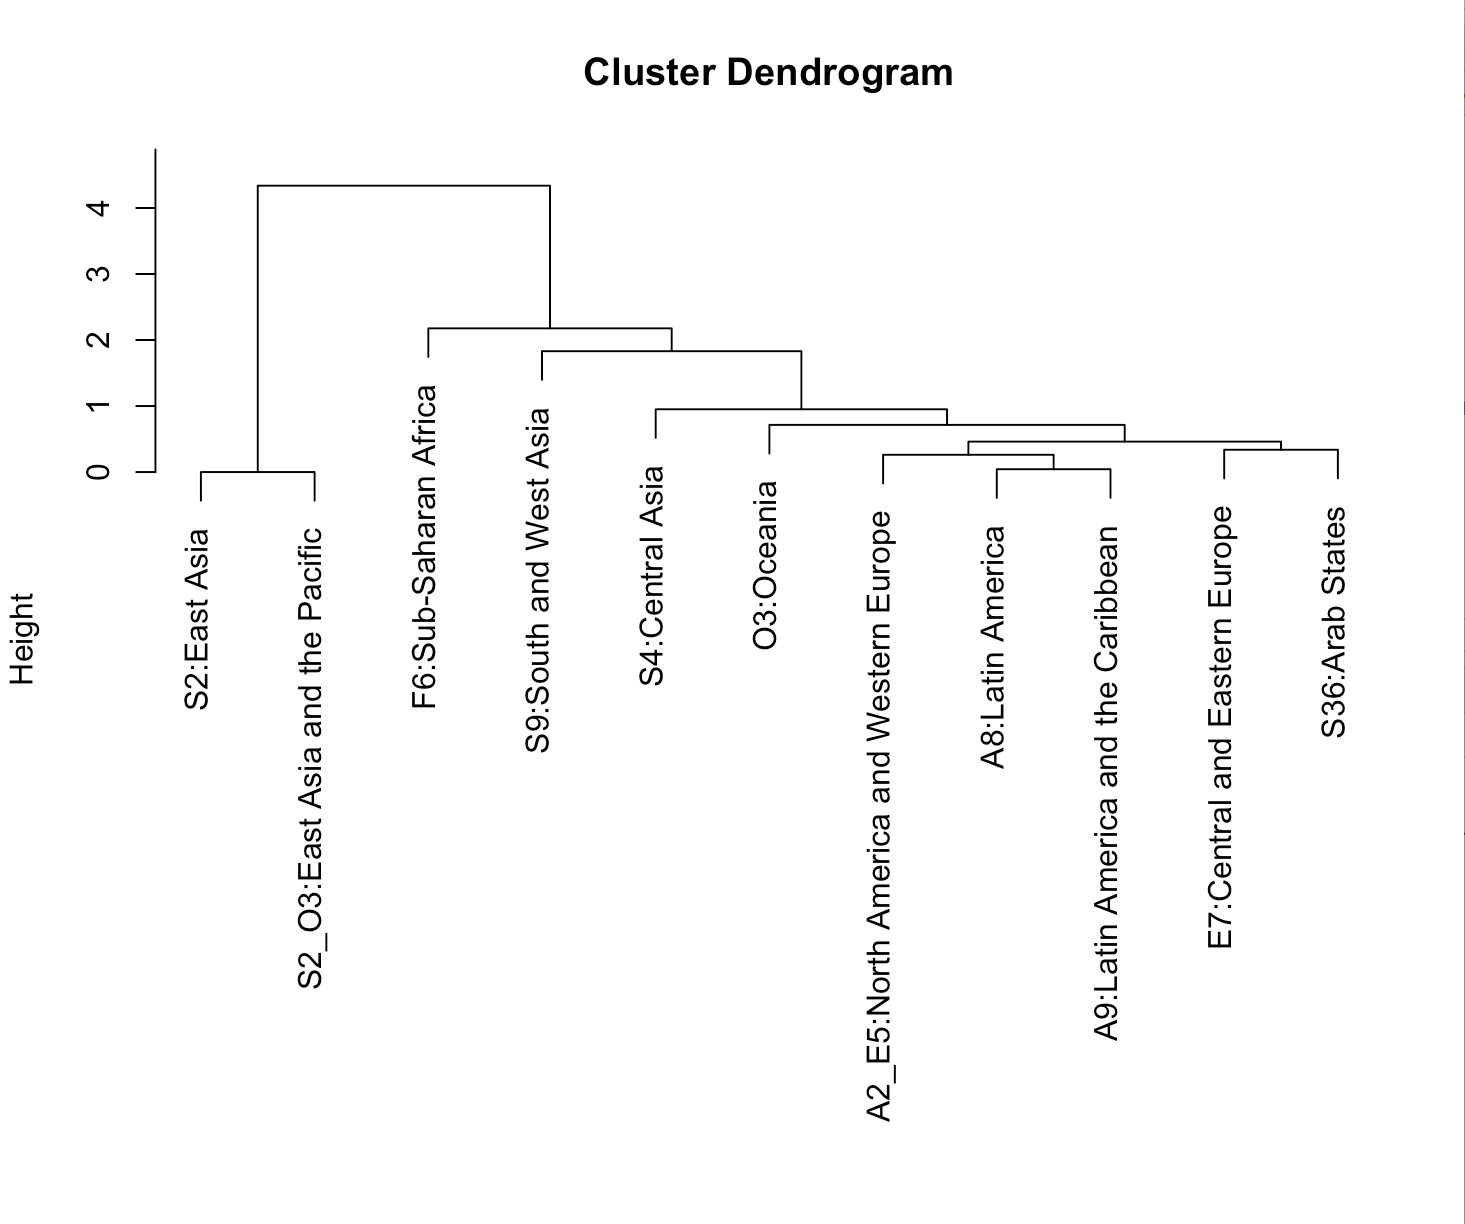 Cluster Dendrogram
Height
4
3
2
1
0
S2:East Asia
S2_O3:East Asia and the Pacific
F6:Sub-Saharan Africa
S9:South and West Asia
S4:Central Asia
O3:Oceania
A2_E5:North America and Western Europe
A8:Latin America
A9:Latin America and the Caribbean
E7:Central and Eastern Europe
S36:Arab States